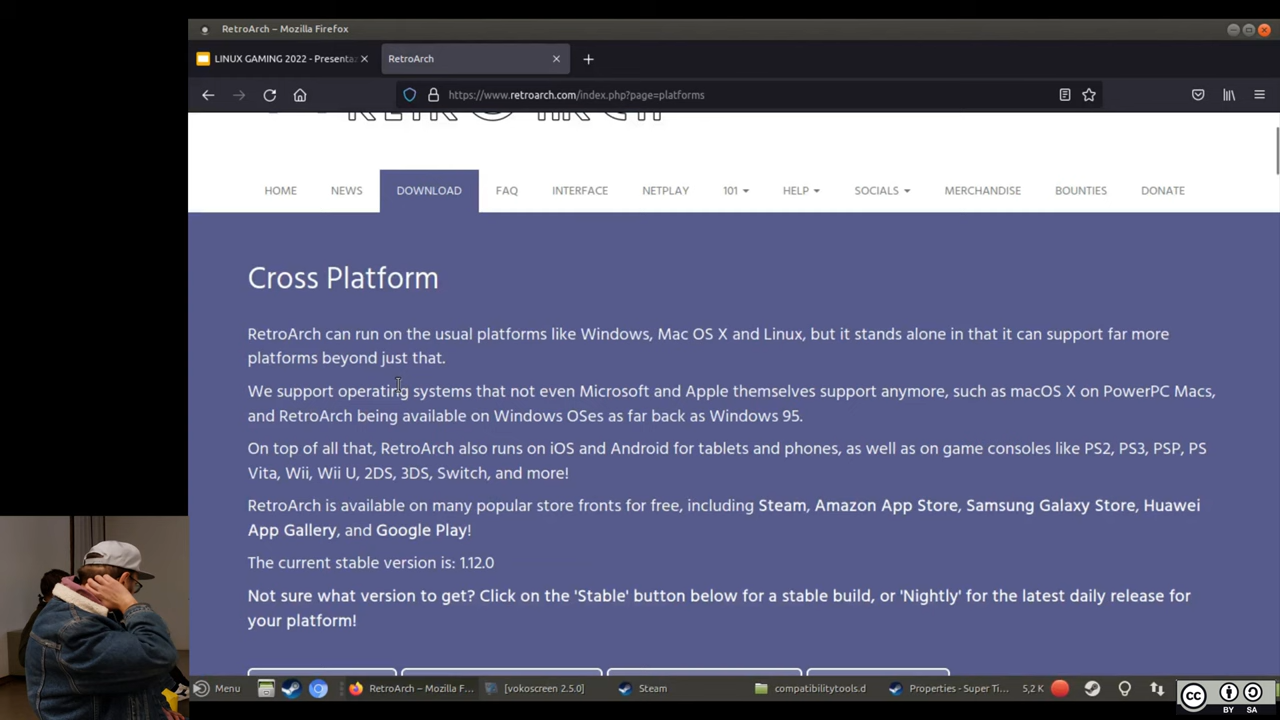 RetroArch – Mozilla Firefox
LINUX GAMING 2022 - Presenta
RetroArch
https://www.retroarch.com/index.php?page=platforms
RETROARCH
HOME NEWS DOWNLOAD FAQ INTERFACE NETPLAY 101 HELP SOCIALS MERCHANDISE BOUNTIES DONATE
Cross Platform
RetroArch can run on the usual platforms like Windows, Mac OS X and Linux, but it stands alone in that it can support far more
platforms beyond just that.
We support operating systems that not even Microsoft and Apple themselves support anymore, such as macOS X on PowerPC Macs,
and RetroArch being available on Windows OSes as far back as Windows 95.
On top of all that, RetroArch also runs on iOS and Android for tablets and phones, as well as on game consoles like PS2, PS3, PSP, PS
Vita, Wii, Wii U, 2DS, 3DS, Switch, and more!
RetroArch is available on many popular store fronts for free, including Steam, Amazon App Store, Samsung Galaxy Store, Huawei
App Gallery, and Google Play!
The current stable version is: 1.12.0
Not sure what version to get? Click on the 'Stable' button below for a stable build, or 'Nightly' for the latest daily release for
your platform!
Menu RetroArch – Mozilla F... [vokoscreen 2.5.0] Steam compatibilitytools.d Properties - Super Ti... 5,2 K
CC BY SA